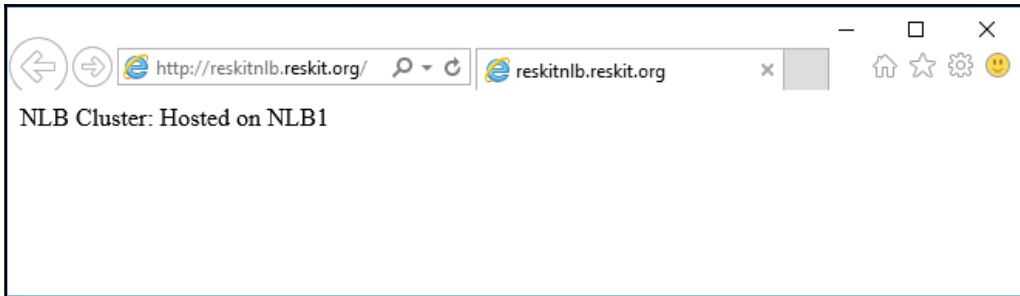 http://reskitnlb.reskit.org/
reskitnlb.reskit.org
NLB Cluster: Hosted on NLB1